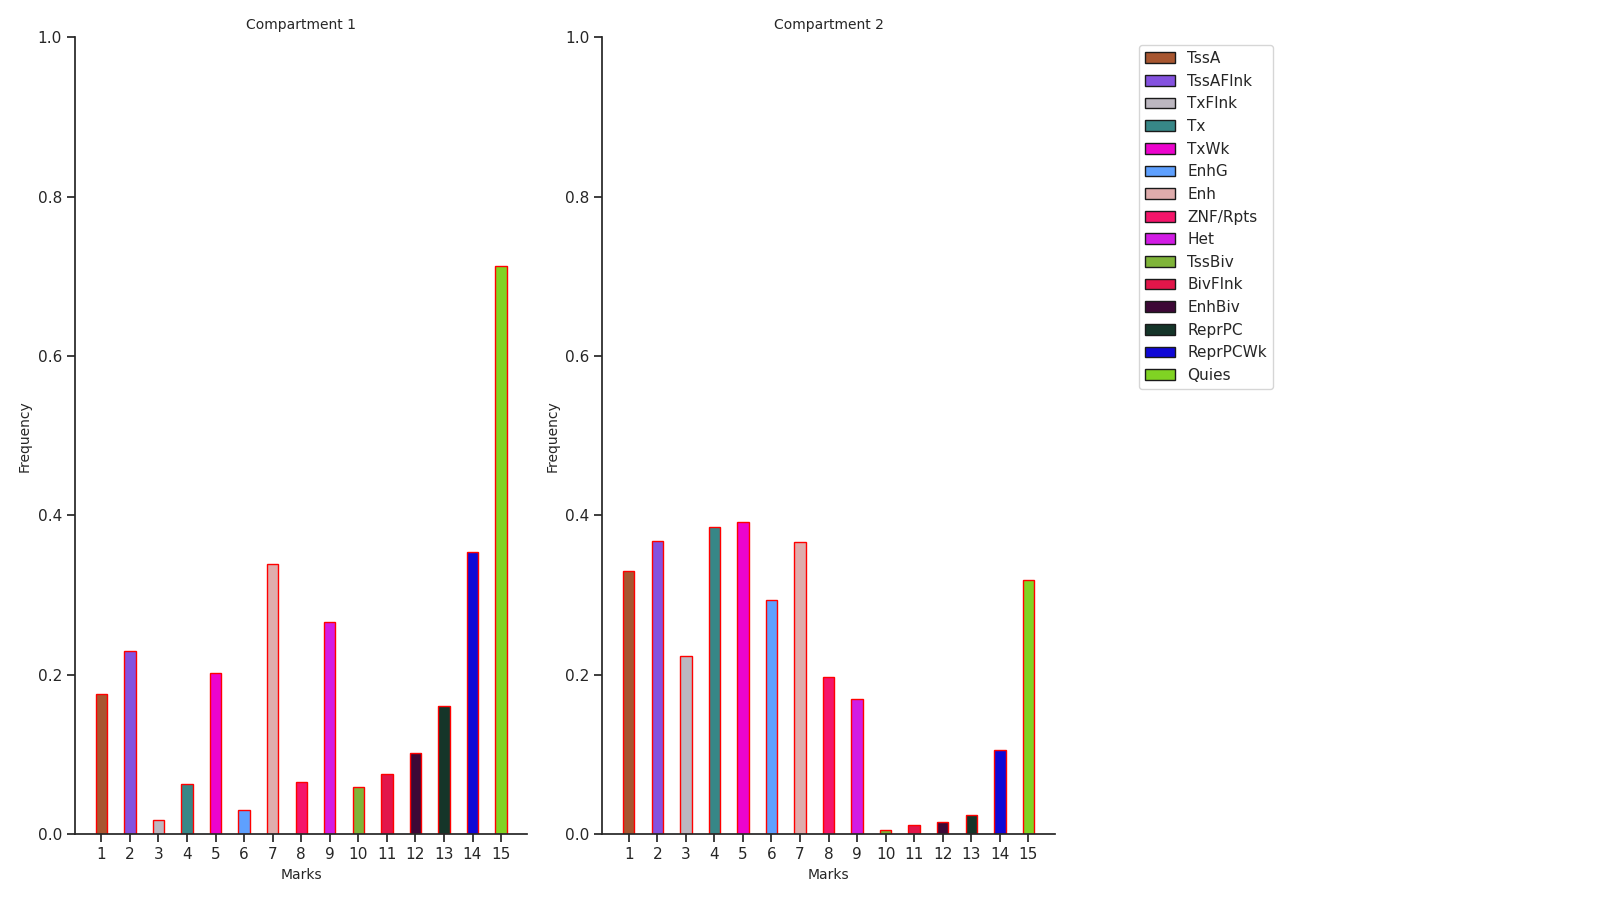 Compartment 1
1.0
0.8
0.6
0.4
0.2
0.0
Frequency
1 2 3 4 5 6 7 8 9 10 11 12 13 14 15
Marks
Compartment 2
1.0
0.8
0.6
0.4
0.2
0.0
Frequency
1 2 3 4 5 6 7 8 9 10 11 12 13 14 15
Marks
TssA
TssAFlnk
TxFlnk
Tx
TxWk
EnhG
Enh
ZNF/Rpts
Het
TssBiv
BivFlnk
EnhBiv
ReprPC
ReprPCWk
Quies